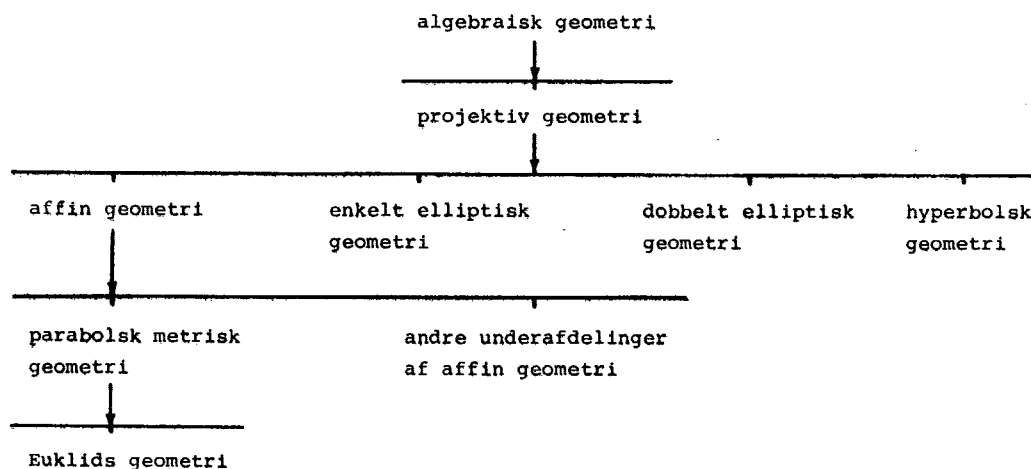 algebraisk geometri
projektiv geometri
affin geometri
enkelt elliptisk
geometri
dobbelt elliptisk
geometri
hyperbolsk
geometri
parabolsk metrisk
geometri
andre underafdelinger
af affin geometri
Euklids geometri